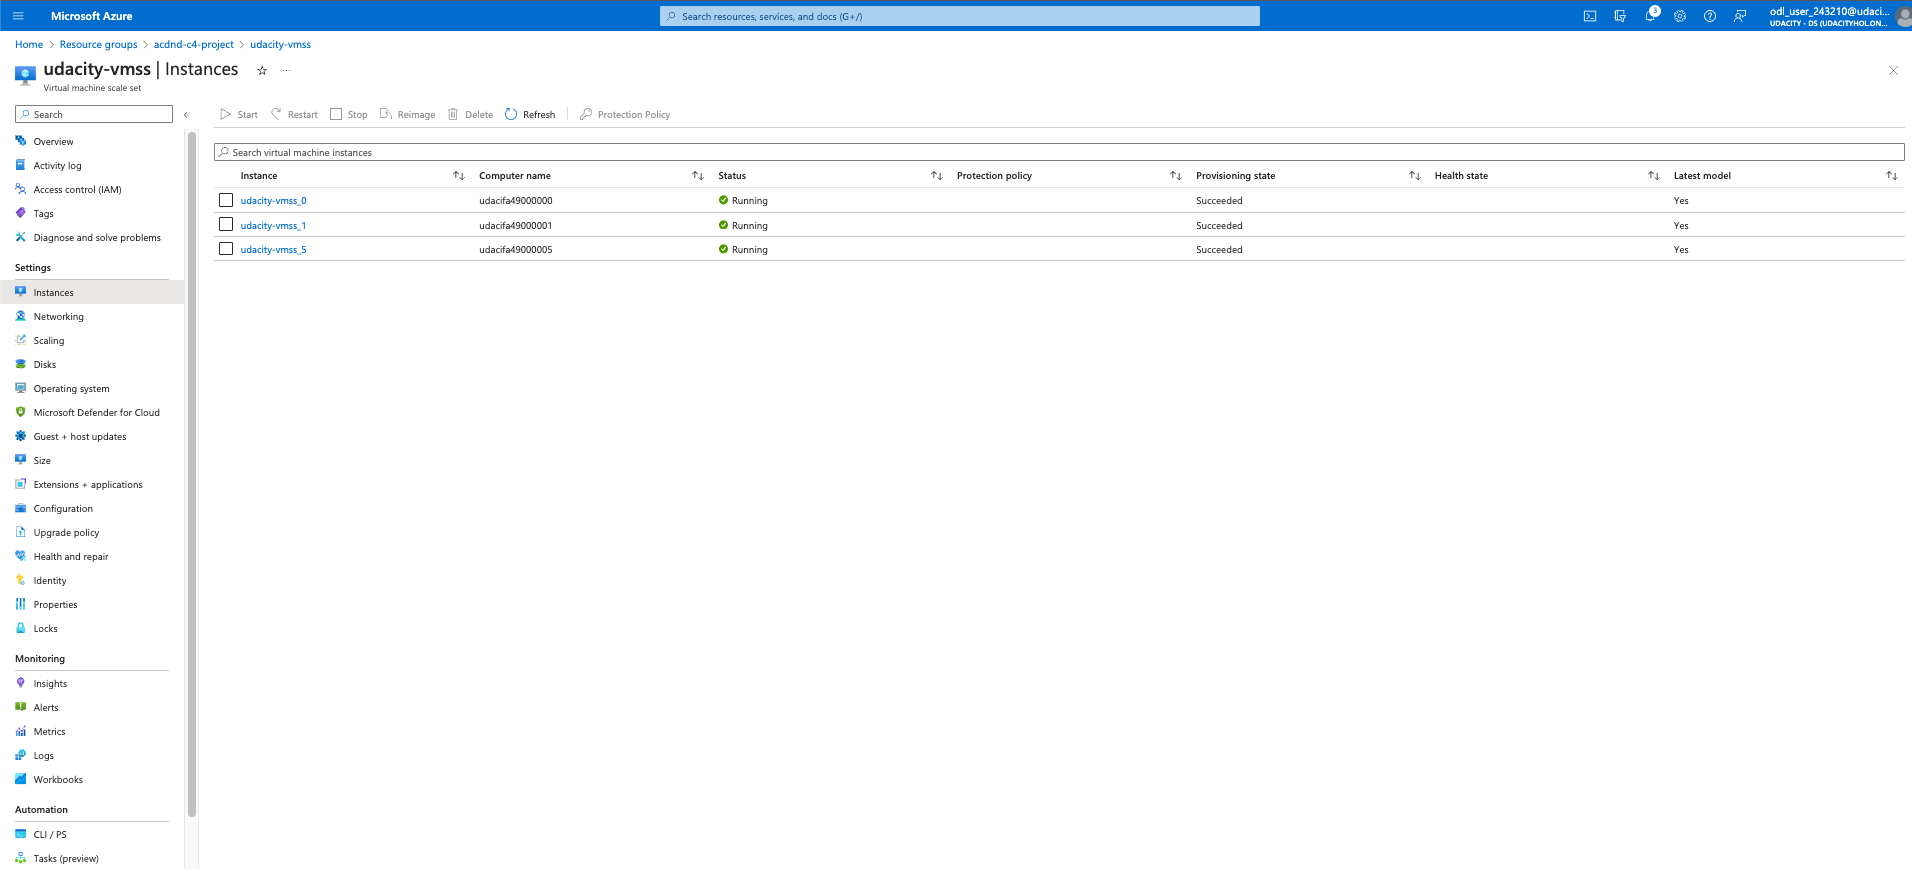 Microsoft Azure
Search resources, services, and docs (G+/)
3
odl_user_243210@udaci...
UDACITY - DS (UDACITYHOL.ON...
Home > Resource groups > acdnd-c4-project > udacity-vmss
udacity-vmss | Instances
Virtual machine scale set
Search
Start Restart Stop Reimage Delete Refresh Protection Policy
Overview
Activity log
Access control (IAM)
Tags
Diagnose and solve problems
Settings
Instances
Networking
Scaling
Disks
Operating system
Microsoft Defender for Cloud
Guest + host updates
Size
Extensions + applications
Configuration
Upgrade policy
Health and repair
Identity
Properties
Locks
Monitoring
Insights
Alerts
Metrics
Logs
Workbooks
Automation
CLI / PS
Tasks (preview)
Search virtual machine instances
Instance Computer name Status Protection policy Provisioning state Health state Latest model
udacity-vmss_0 udacifa49000000 Running Succeeded Yes
udacity-vmss_1 udacifa49000001 Running Succeeded Yes
udacity-vmss_5 udacifa49000005 Running Succeeded Yes